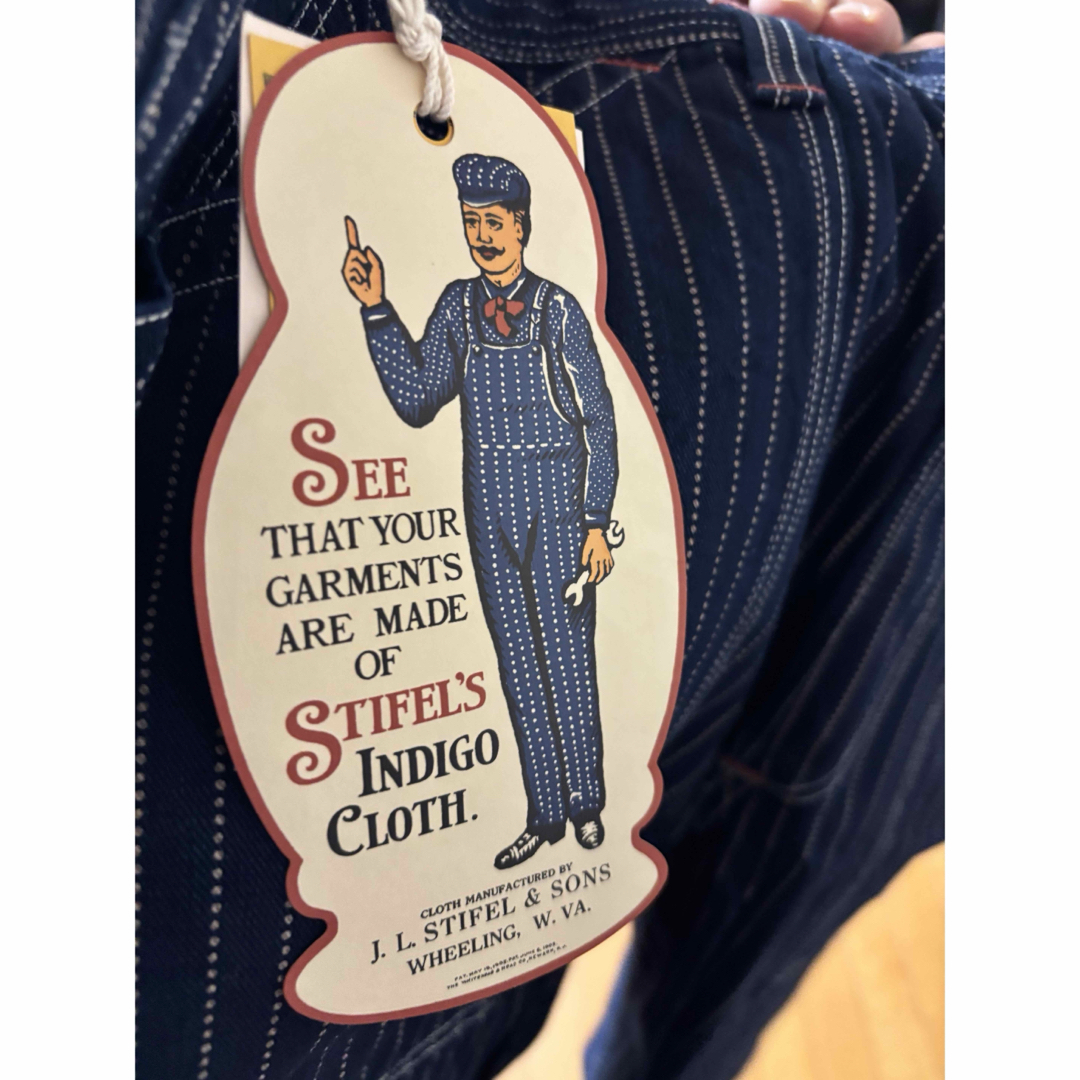 SEE
THAT YOUR
GARMENTS
ARE MADE
OF
STIFEL'S
INDIGO
CLOTH.
CLOTH MANUFACTURED BY
J. L. STIFEL & SONS
WHEELING, W. VA.